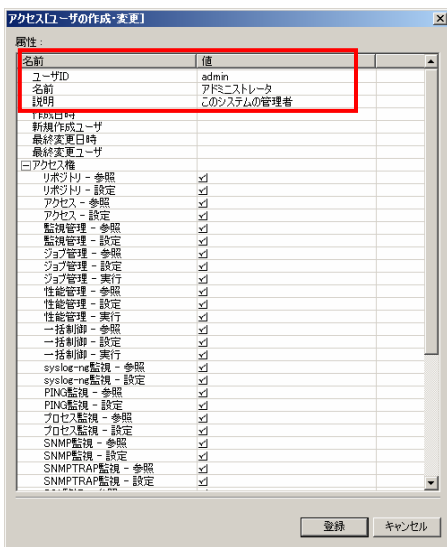 アクセス[ユーザの作成・変更]
属性:
名前 値
ユーザID admin
名前 アドミニストレータ
説明 このシステムの管理者
作成日時
新規作成ユーザ
最終変更日時
最終変更ユーザ
アクセス権
リポジトリ - 参照
リポジトリ - 設定
アクセス - 参照
アクセス - 設定
監視管理 - 参照
監視管理 - 設定
ジョブ管理 - 参照
ジョブ管理 - 設定
ジョブ管理 - 実行
性能管理 - 参照
性能管理 - 設定
性能管理 - 実行
一括制御 - 参照
一括制御 - 設定
一括制御 - 実行
syslog-ng監視 - 参照
syslog-ng監視 - 設定
PING監視 - 参照
PING監視 - 設定
プロセス監視 - 参照
プロセス監視 - 設定
SNMP監視 - 参照
SNMP監視 - 設定
SNMPTRAP監視 - 参照
SNMPTRAP監視 - 設定
登録 キャンセル